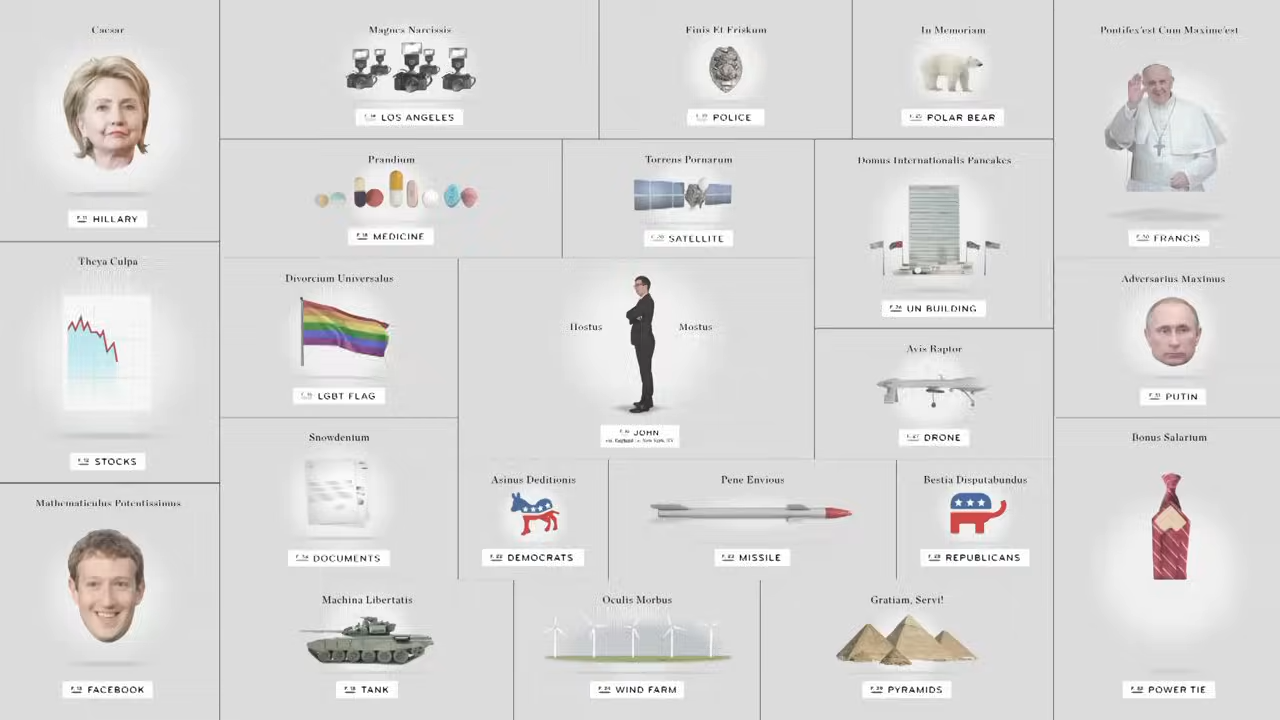 Caesar
HILLARY
Magnus Narcissis
LOS ANGELES
Finis Et Friskum
POLICE
In Memoriam
POLAR BEAR
Pontifex'est Cum Maxime'est
FRANCIS
Prandium
MEDICINE
Torrens Pornarum
SATELLITE
Domus Internationalis Pancakes
UN BUILDING
Theya Culpa
STOCKS
Divorcium Universalus
LGBT FLAG
Hostus Mostus
JOHN
Adversarius Maximus
PUTIN
Avis Raptor
DRONE
Snowdenium
DOCUMENTS
Asinus Deditionis
DEMOCRATS
Pene Envious
MISSILE
Bestia Disputabundus
REPUBLICANS
Bonus Salarium
POWER TIE
Mathematiculus Potentissimus
FACEBOOK
Machina Libertatis
TANK
Oculis Morbus
WIND FARM
Gratiam, Servi!
PYRAMIDS